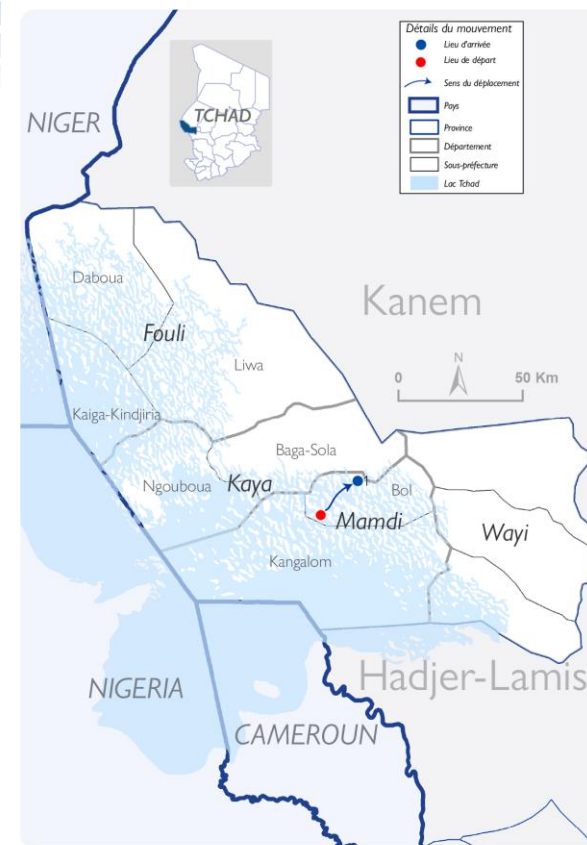 Détails du mouvement
Lieu d'arrivée
Lieu de départ
Sens du déplacement
Pays
Province
Département
Sous-préfecture
Lac Tchad
TCHAD
NIGER
Daboua
Kanem
Fouli
Liwa
N
0 50 Km
Kaiga-Kindjiria
Baga-Sola
Ngouboua
Kaya
1
Bol
Mamdi
Wayi
Kangalom
Hadjer-Lamis
NIGERIA
CAMEROUN